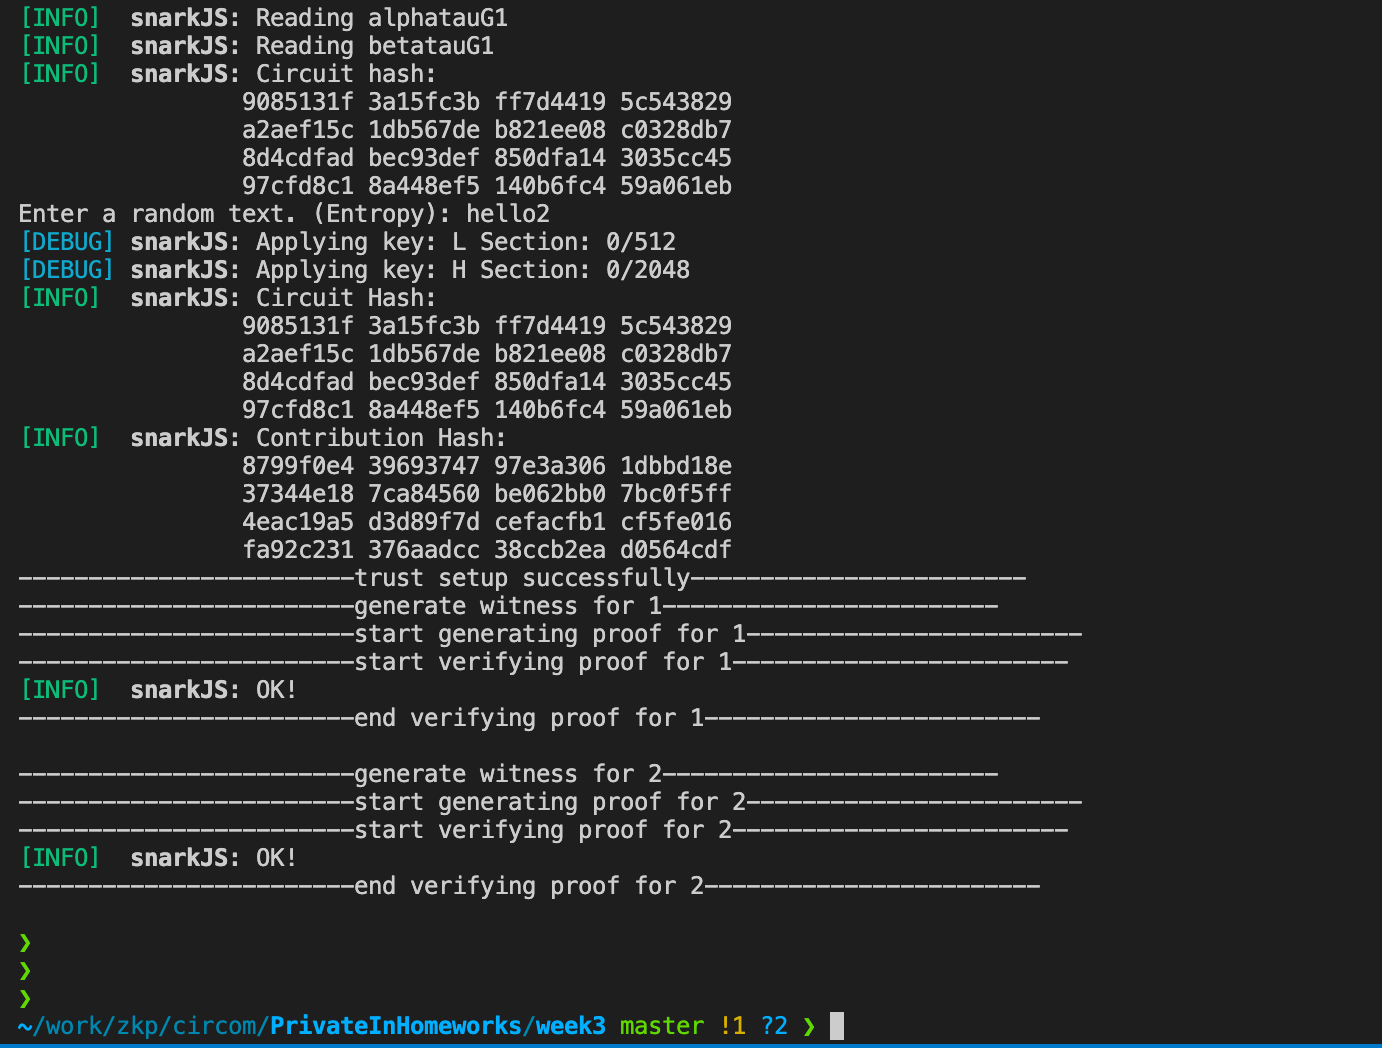 [INFO]  snarkJS: Reading alphatauG1
[INFO]  snarkJS: Reading betatauG1
[INFO]  snarkJS: Circuit hash:
9085131f 3a15fc3b ff7d4419 5c543829
a2aef15c 1db567de b821ee08 c0328db7
8d4cdfad bec93def 850dfa14 3035cc45
97cfd8c1 8a448ef5 140b6fc4 59a061eb
Enter a random text. (Entropy): hello2
[DEBUG] snarkJS: Applying key: L Section: 0/512
[DEBUG] snarkJS: Applying key: H Section: 0/2048
[INFO]  snarkJS: Circuit Hash:
9085131f 3a15fc3b ff7d4419 5c543829
a2aef15c 1db567de b821ee08 c0328db7
8d4cdfad bec93def 850dfa14 3035cc45
97cfd8c1 8a448ef5 140b6fc4 59a061eb
[INFO]  snarkJS: Contribution Hash:
8799f0e4 39693747 97e3a306 1dbbd18e
37344e18 7ca84560 be062bb0 7bc0f5ff
4eac19a5 d3d89f7d cefacfb1 cf5fe016
fa92c231 376aadcc 38ccb2ea d0564cdf
------------------------trust setup successfully------------------------
------------------------generate witness for 1------------------------
------------------------start generating proof for 1------------------------
------------------------start verifying proof for 1------------------------
[INFO]  snarkJS: OK!
------------------------end verifying proof for 1------------------------
------------------------generate witness for 2------------------------
------------------------start generating proof for 2------------------------
------------------------start verifying proof for 2------------------------
[INFO]  snarkJS: OK!
------------------------end verifying proof for 2------------------------
❯
❯
❯
~/work/zkp/circom/PrivateInHomeworks/week3 master !1 ?2 ❯